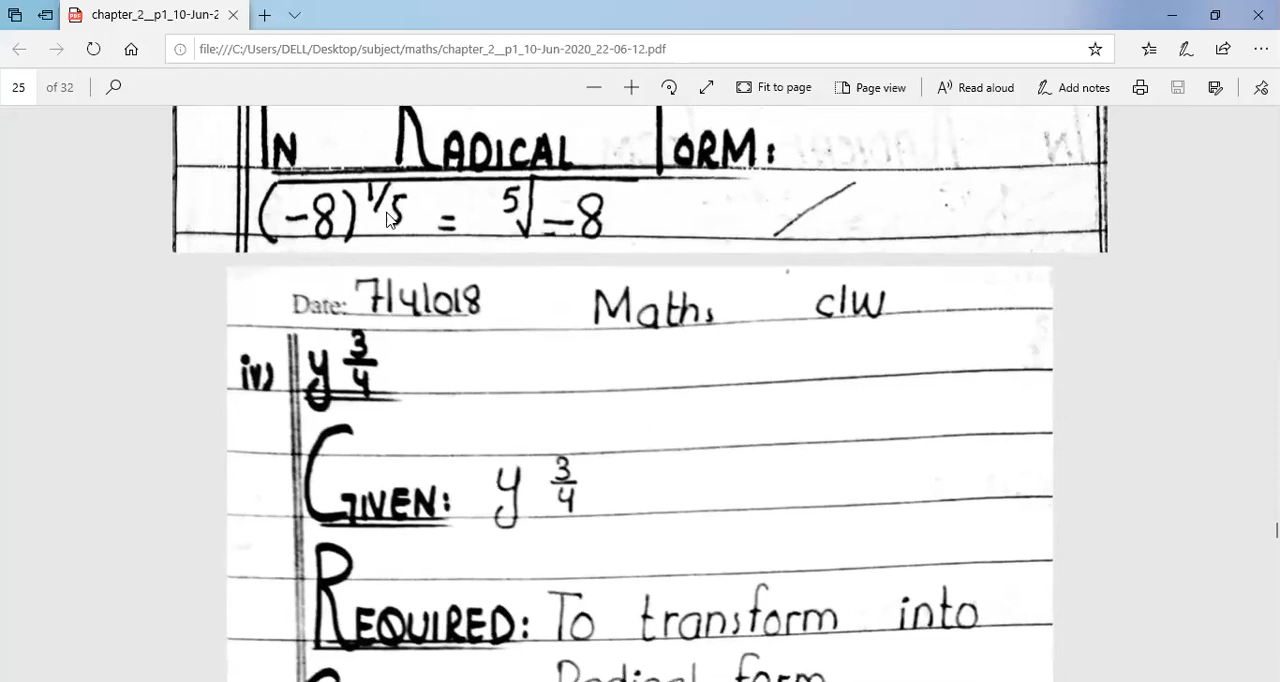 chapter_2__p1_10-Jun-2
file:///C:/Users/DELL/Desktop/subject/maths/chapter_2__p1_10-Jun-2020_22-06-12.pdf
25 of 32 Fit to page Page view Read aloud Add notes
IN RADICAL FORM:
(-8)^1/5 = ⁵√-8
Date: 7/4/018 Maths c/w
iv) y 3/4
GIVEN: y 3/4
REQUIRED: To transform into
Radical form